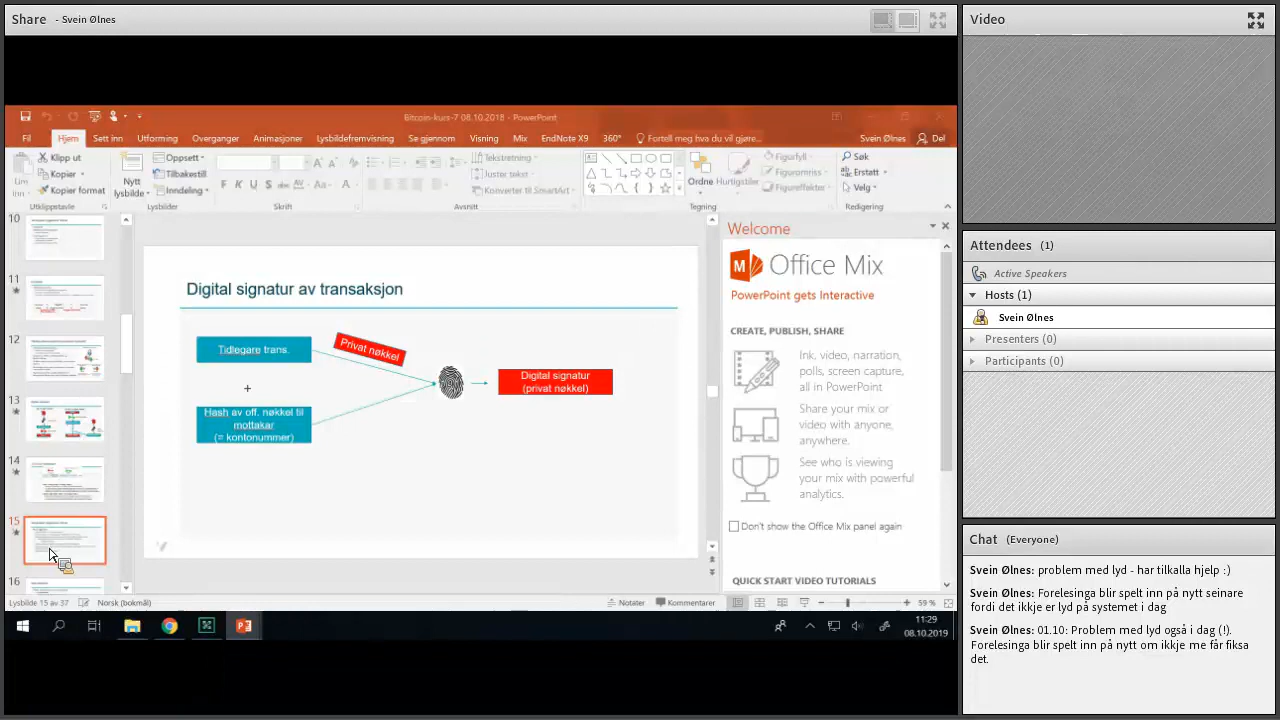 Share - Svein Ølnes
Video
Bitcoin-kurs-7 08.10.2018 - PowerPoint
Fil Hjem Sett inn Utforming Overganger Animasjoner Lysbildefremvisning Se gjennom Visning Mix EndNote X9 360° Fortell meg hva du vil gjøre... Svein Ølnes Del
Klipp ut
Kopier
Kopier format
Utklippstavle
Nytt
lysbilde
Oppsett
Tilbakestill
Inndeling
Lysbilder
F K U S abc AV Aa A
Skrift
Tekstretning
Juster tekst
Konverter til SmartArt
Avsnitt
Ordne Hurtigstiler
Figurfyll
Figuromriss
Figureffekter
Tegning
Søk
Erstatt
Velg
Redigering
10
11
12
13
14
15
16
Digital signatur av transaksjon
Tidlegare trans.
Privat nøkkel
+
Hash av off. nøkkel til
mottakar
(= kontonummer)
Digital signatur
(privat nøkkel)
Welcome
Office Mix
PowerPoint gets Interactive
CREATE, PUBLISH, SHARE
Ink, video, narration,
polls, screen capture,
all in PowerPoint
Share your mix or
video with anyone,
anywhere.
See who is viewing
your mix with powerful
analytics.
Don't show the Office Mix panel again
QUICK START VIDEO TUTORIALS
Lysbilde 15 av 37 Norsk (bokmål) Notater Kommentarer 59 %
11:29
08.10.2019
Attendees (1)
Active Speakers
Hosts (1)
Svein Ølnes
Presenters (0)
Participants (0)
Chat (Everyone)
Svein Ølnes: problem med lyd - har tilkalla hjelp :)
Svein Ølnes: Forelesinga blir spelt inn på nytt seinare
fordi det ikkje er lyd på systemet i dag
Svein Ølnes: 01.10: Problem med lyd også i dag (!).
Forelesinga blir spelt inn på nytt om ikkje me får fiksa
det.